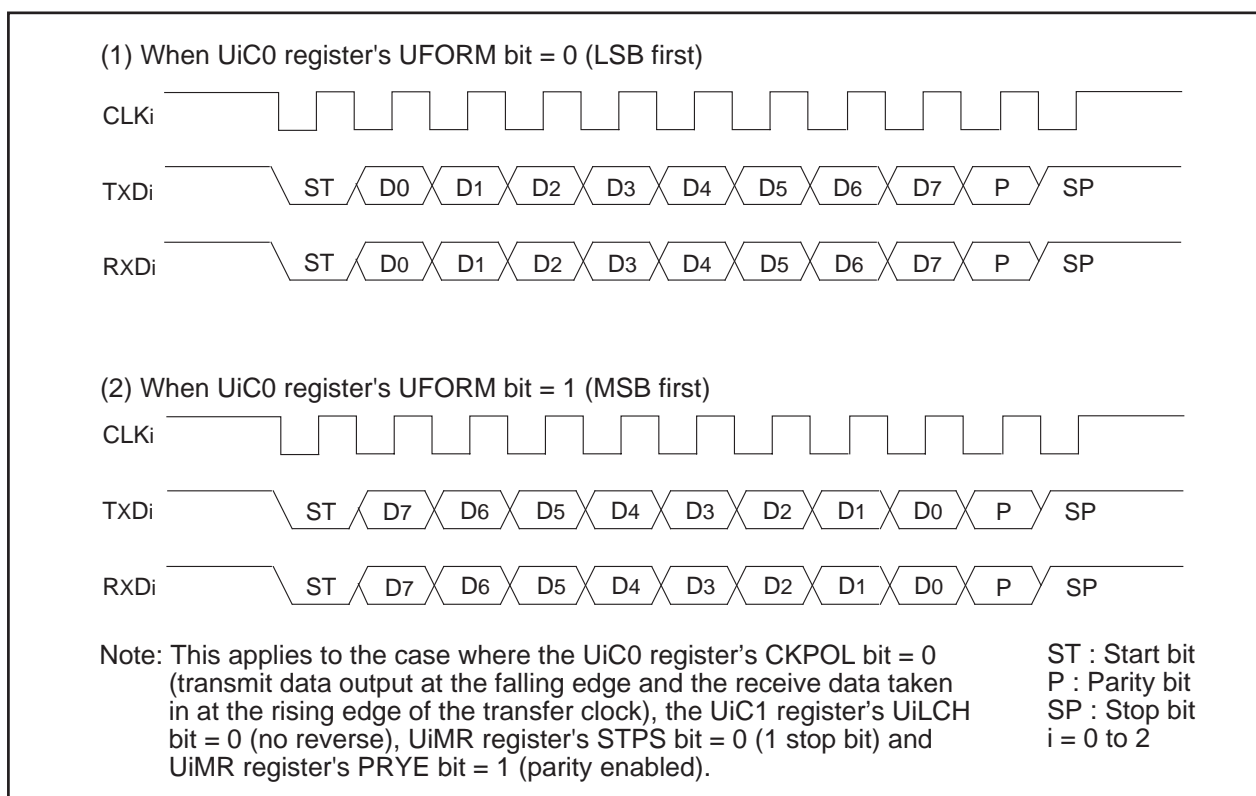 (1) When UiC0 register's UFORM bit = 0 (LSB first)
CLKi
TXDi ST D0 D1 D2 D3 D4 D5 D6 D7 P SP
RXDi ST D0 D1 D2 D3 D4 D5 D6 D7 P SP
(2) When UiC0 register's UFORM bit = 1 (MSB first)
CLKi
TXDi ST D7 D6 D5 D4 D3 D2 D1 D0 P SP
RXDi ST D7 D6 D5 D4 D3 D2 D1 D0 P SP
Note: This applies to the case where the UiC0 register’s CKPOL bit = 0
(transmit data output at the falling edge and the receive data taken
in at the rising edge of the transfer clock), the UiC1 register's UiLCH
bit = 0 (no reverse), UiMR register's STPS bit = 0 (1 stop bit) and
UiMR register's PRYE bit = 1 (parity enabled).
ST : Start bit
P : Parity bit
SP : Stop bit
i = 0 to 2